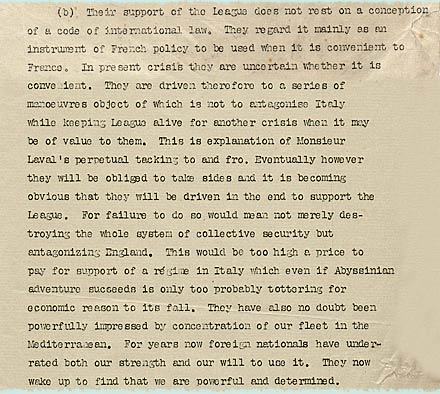 (b) Their support of the League does not rest on a conception
of a code of international law. They regard it mainly as an
instrument of French policy to be used when it is convenient to
France. In present crisis they are uncertain whether it is
convenient. They are driven therefore to a series of
manoeuvres object of which is not to antagonise Italy
while keeping League alive for another crisis when it may
be of value to them. This is explanation of Monsieur
Laval's perpetual tacking to and fro. Eventually however
they will be obliged to take sides and it is becoming
obvious that they will be driven in the end to support the
League. For failure to do so would mean not merely des-
troying the whole system of collective security but
antagonizing England. This would be too high a price to
pay for support of a régime in Italy which even if Abyssinian
adventure succeeds is only too probably tottering for
economic reason to its fall. They have also no doubt been
powerfully impressed by concentration of our fleet in the
Mediterranean. For years now foreign nationals have under-
rated both our strength and our will to use it. They now
wake up to find that we are powerful and determined.